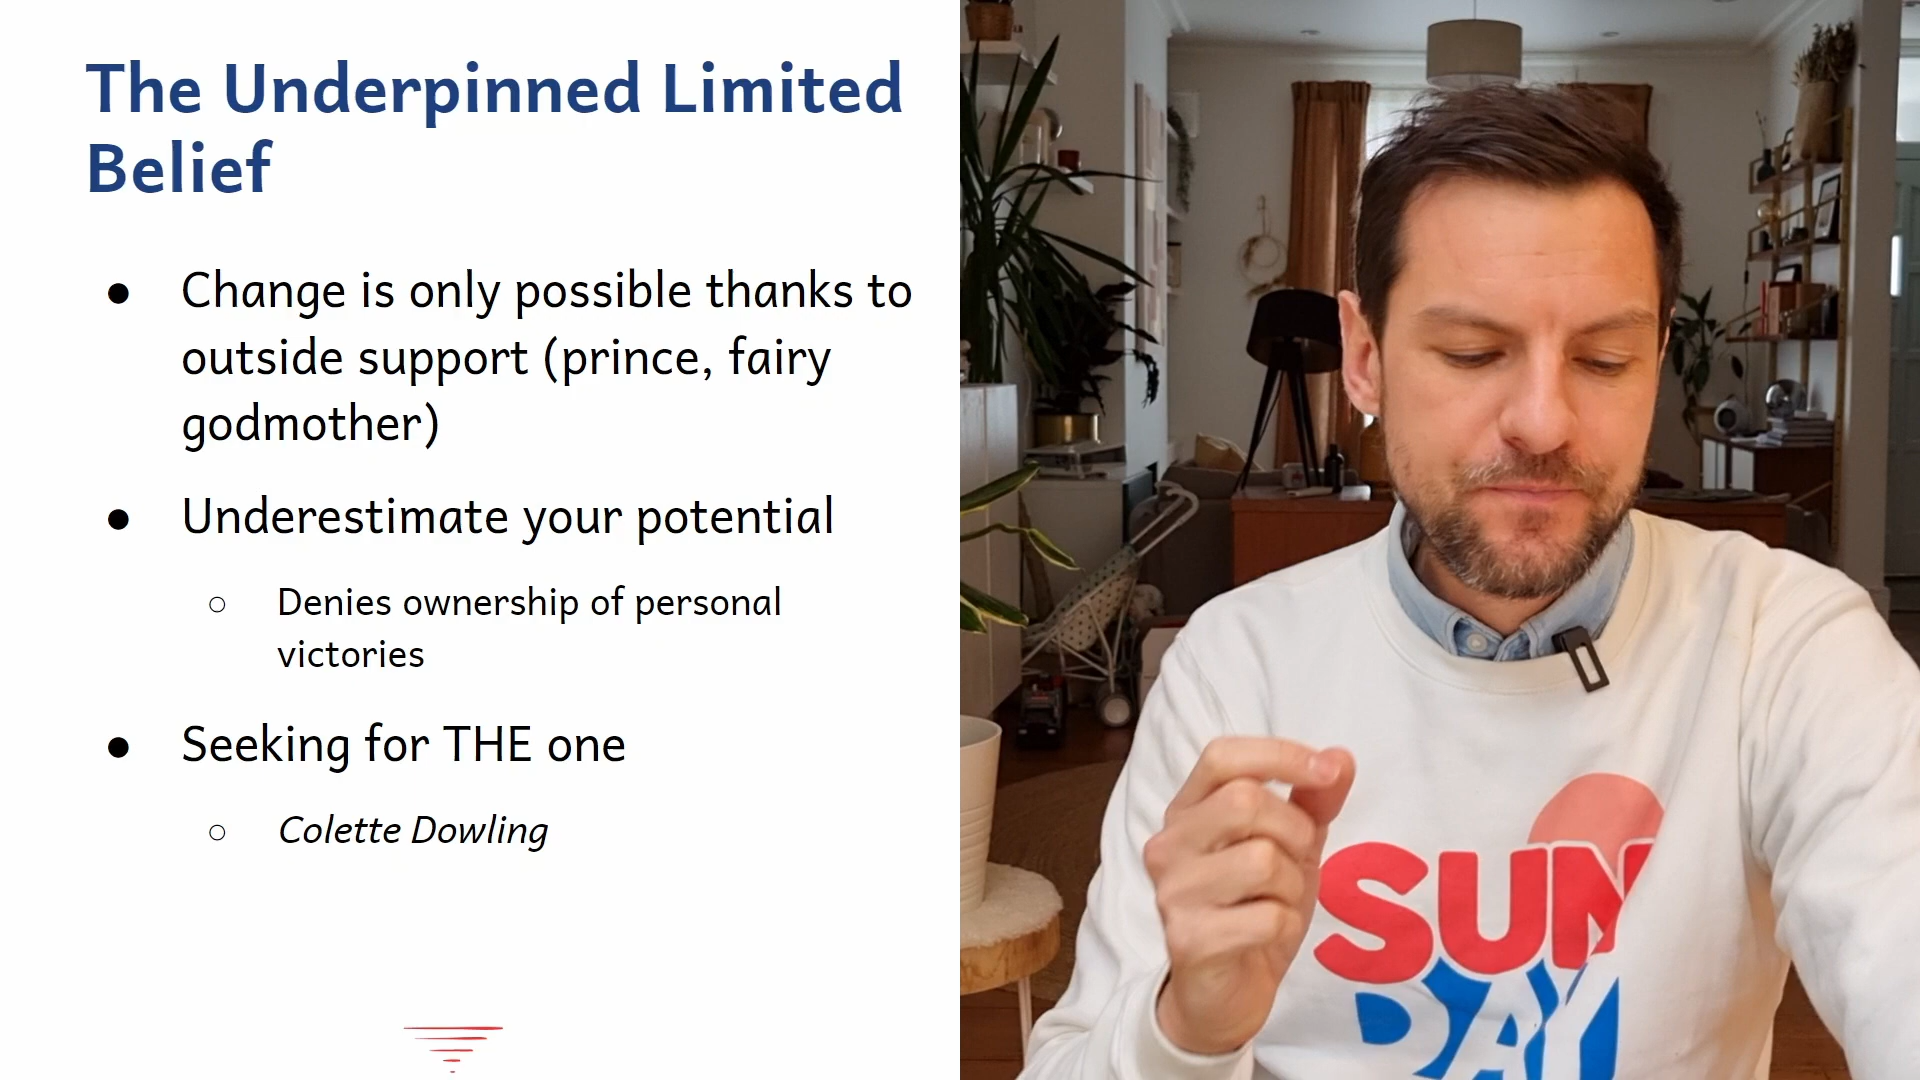 The Underpinned Limited
Belief
● Change is only possible thanks to
outside support (prince, fairy
godmother)
● Underestimate your potential
○ Denies ownership of personal
victories
● Seeking for THE one
○ Colette Dowling
SUN
DAY